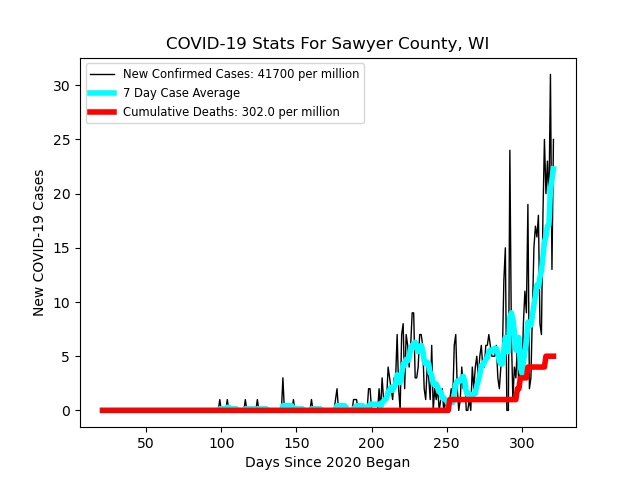 COVID-19 Stats For Sawyer County, WI
New Confirmed Cases: 41700 per million
7 Day Case Average
Cumulative Deaths: 302.0 per million
New COVID-19 Cases
30
25
20
15
10
5
0
50 100 150 200 250 300
Days Since 2020 Began